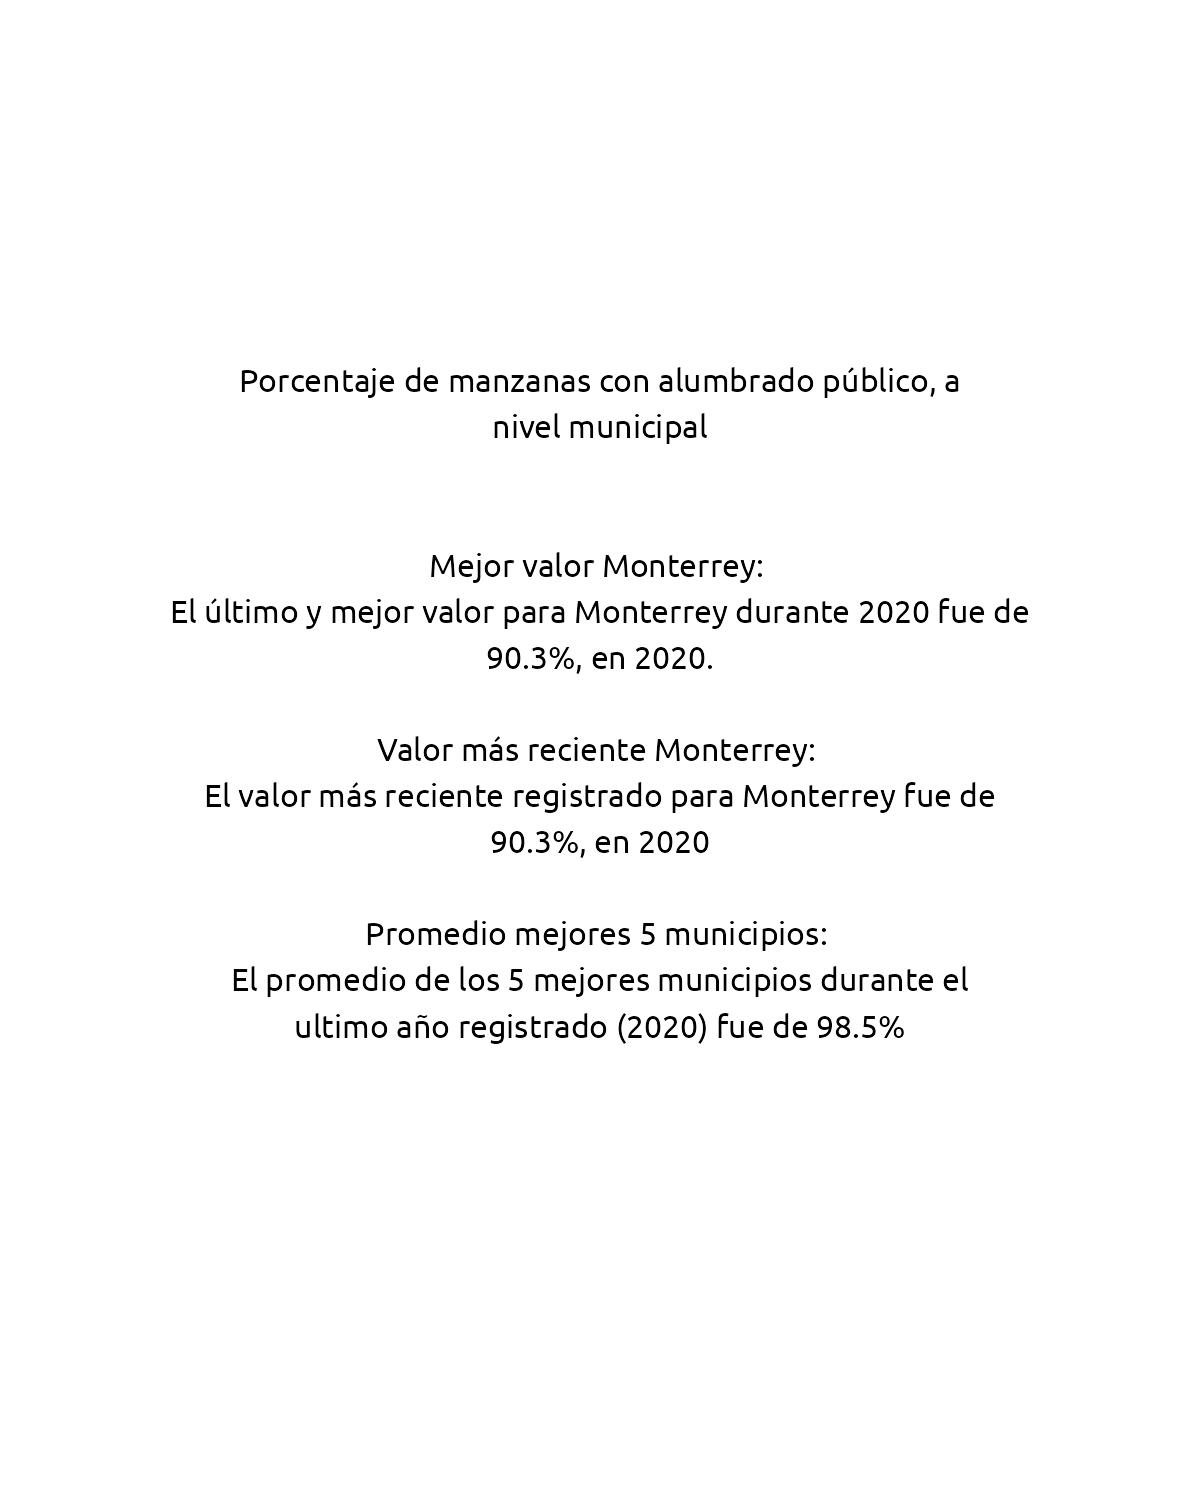 Porcentaje de manzanas con alumbrado público, a
nivel municipal
Mejor valor Monterrey:
El último y mejor valor para Monterrey durante 2020 fue de
90.3%, en 2020.
Valor más reciente Monterrey:
El valor más reciente registrado para Monterrey fue de
90.3%, en 2020
Promedio mejores 5 municipios:
El promedio de los 5 mejores municipios durante el
ultimo año registrado (2020) fue de 98.5%